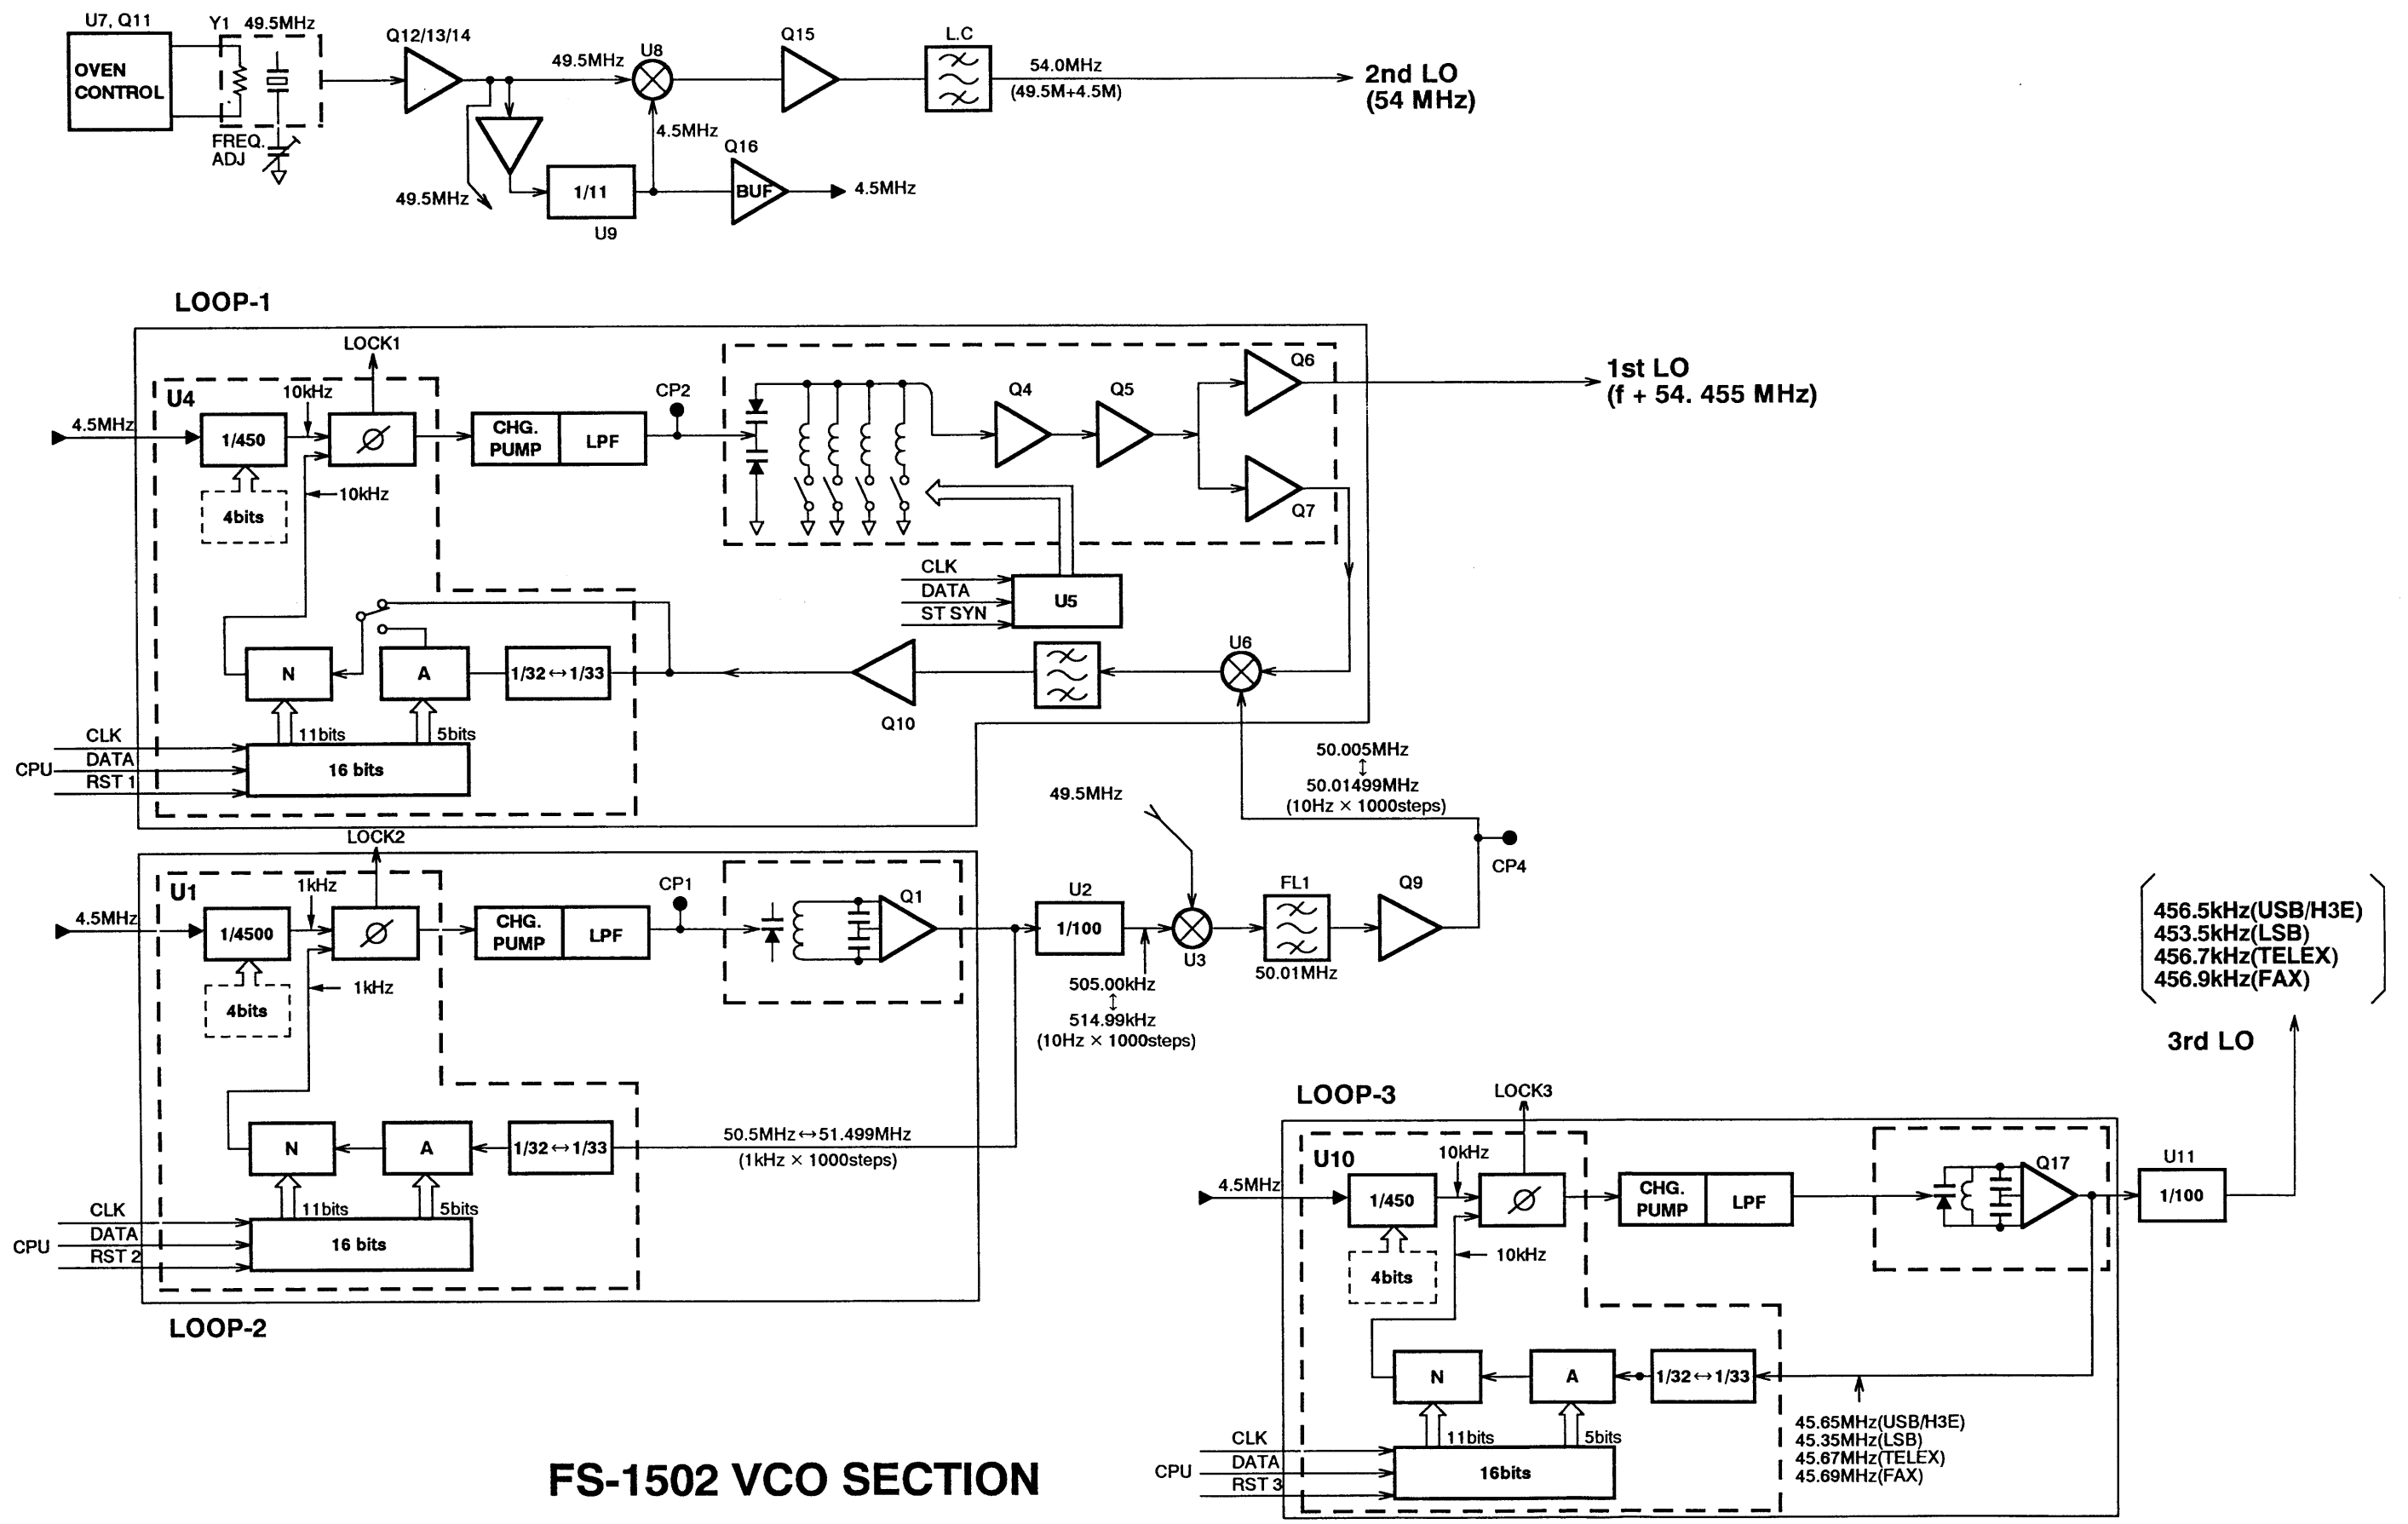 U7, Q11
Y1 49.5MHz
OVEN
CONTROL
FREQ.
ADJ
Q12/13/14
49.5MHz
U8
Q15
L.C
54.0MHz
(49.5M+4.5M)
2nd LO
(54 MHz)
4.5MHz
49.5MHz
1/11
U9
Q16
BUF
4.5MHz
LOOP-1
LOCK1
U4
10kHz
4.5MHz
1/450
Ø
4bits
10kHz
CHG.
PUMP
LPF
CP2
Q4
Q5
Q6
Q7
1st LO
(f + 54. 455 MHz)
CLK
DATA
ST SYN
U5
N
A
1/32↔1/33
Q10
U6
11bits
5bits
CPU
CLK
DATA
RST 1
16 bits
50.005MHz
↕
50.01499MHz
(10Hz × 1000steps)
49.5MHz
CP4
LOCK2
U1
1kHz
4.5MHz
1/4500
Ø
4bits
1kHz
CHG.
PUMP
LPF
CP1
Q1
U2
1/100
U3
FL1
50.01MHz
Q9
505.00kHz
↕
514.99kHz
(10Hz × 1000steps)
N
A
1/32↔1/33
50.5MHz↔51.499MHz
(1kHz × 1000steps)
11bits
5bits
CPU
CLK
DATA
RST 2
16 bits
LOOP-2
456.5kHz(USB/H3E)
453.5kHz(LSB)
456.7kHz(TELEX)
456.9kHz(FAX)
3rd LO
LOOP-3
LOCK3
U10
10kHz
4.5MHz
1/450
Ø
4bits
10kHz
CHG.
PUMP
LPF
Q17
U11
1/100
N
A
1/32↔1/33
45.65MHz(USB/H3E)
45.35MHz(LSB)
45.67MHz(TELEX)
45.69MHz(FAX)
11bits
5bits
CPU
CLK
DATA
RST 3
16bits
FS-1502 VCO SECTION